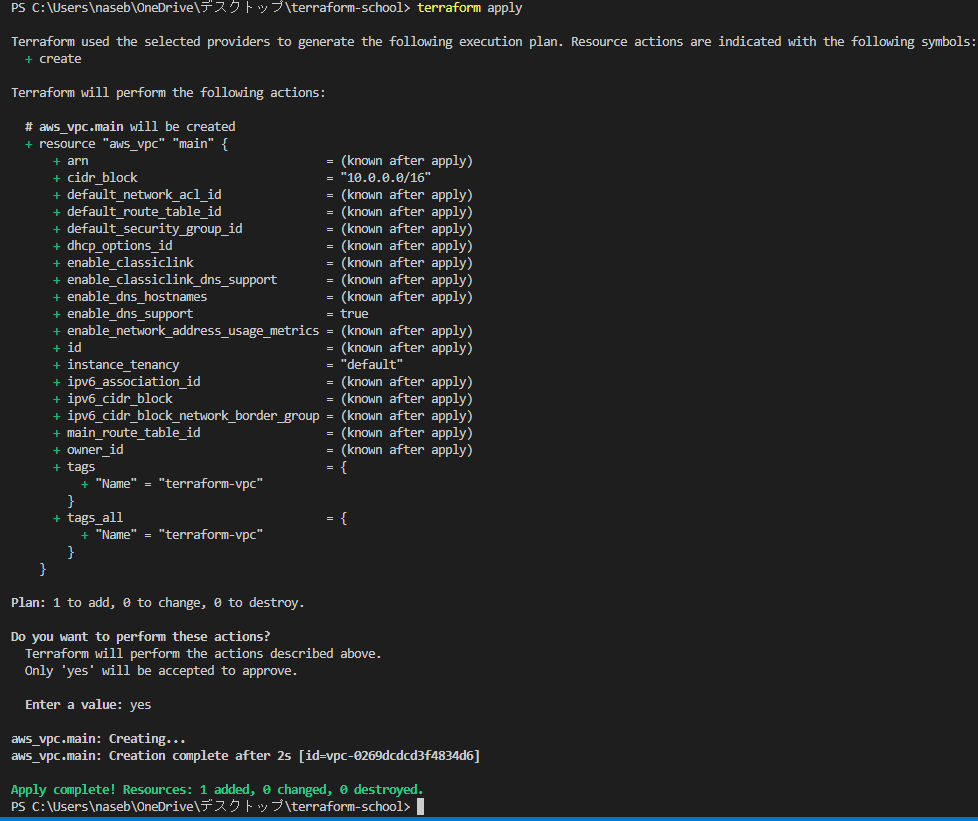 PS C:\Users\naseb\OneDrive\デスクトップ\terraform-school> terraform apply
Terraform used the selected providers to generate the following execution plan. Resource actions are indicated with the following symbols:
+ create
Terraform will perform the following actions:
# aws_vpc.main will be created
+ resource "aws_vpc" "main" {
+ arn = (known after apply)
+ cidr_block = "10.0.0.0/16"
+ default_network_acl_id = (known after apply)
+ default_route_table_id = (known after apply)
+ default_security_group_id = (known after apply)
+ dhcp_options_id = (known after apply)
+ enable_classiclink = (known after apply)
+ enable_classiclink_dns_support = (known after apply)
+ enable_dns_hostnames = (known after apply)
+ enable_dns_support = true
+ enable_network_address_usage_metrics = (known after apply)
+ id = (known after apply)
+ instance_tenancy = "default"
+ ipv6_association_id = (known after apply)
+ ipv6_cidr_block = (known after apply)
+ ipv6_cidr_block_network_border_group = (known after apply)
+ main_route_table_id = (known after apply)
+ owner_id = (known after apply)
+ tags = {
+ "Name" = "terraform-vpc"
}
+ tags_all = {
+ "Name" = "terraform-vpc"
}
}
Plan: 1 to add, 0 to change, 0 to destroy.
Do you want to perform these actions?
Terraform will perform the actions described above.
Only 'yes' will be accepted to approve.
Enter a value: yes
aws_vpc.main: Creating...
aws_vpc.main: Creation complete after 2s [id=vpc-0269dcdcd3f4834d6]
Apply complete! Resources: 1 added, 0 changed, 0 destroyed.
PS C:\Users\naseb\OneDrive\デスクトップ\terraform-school>